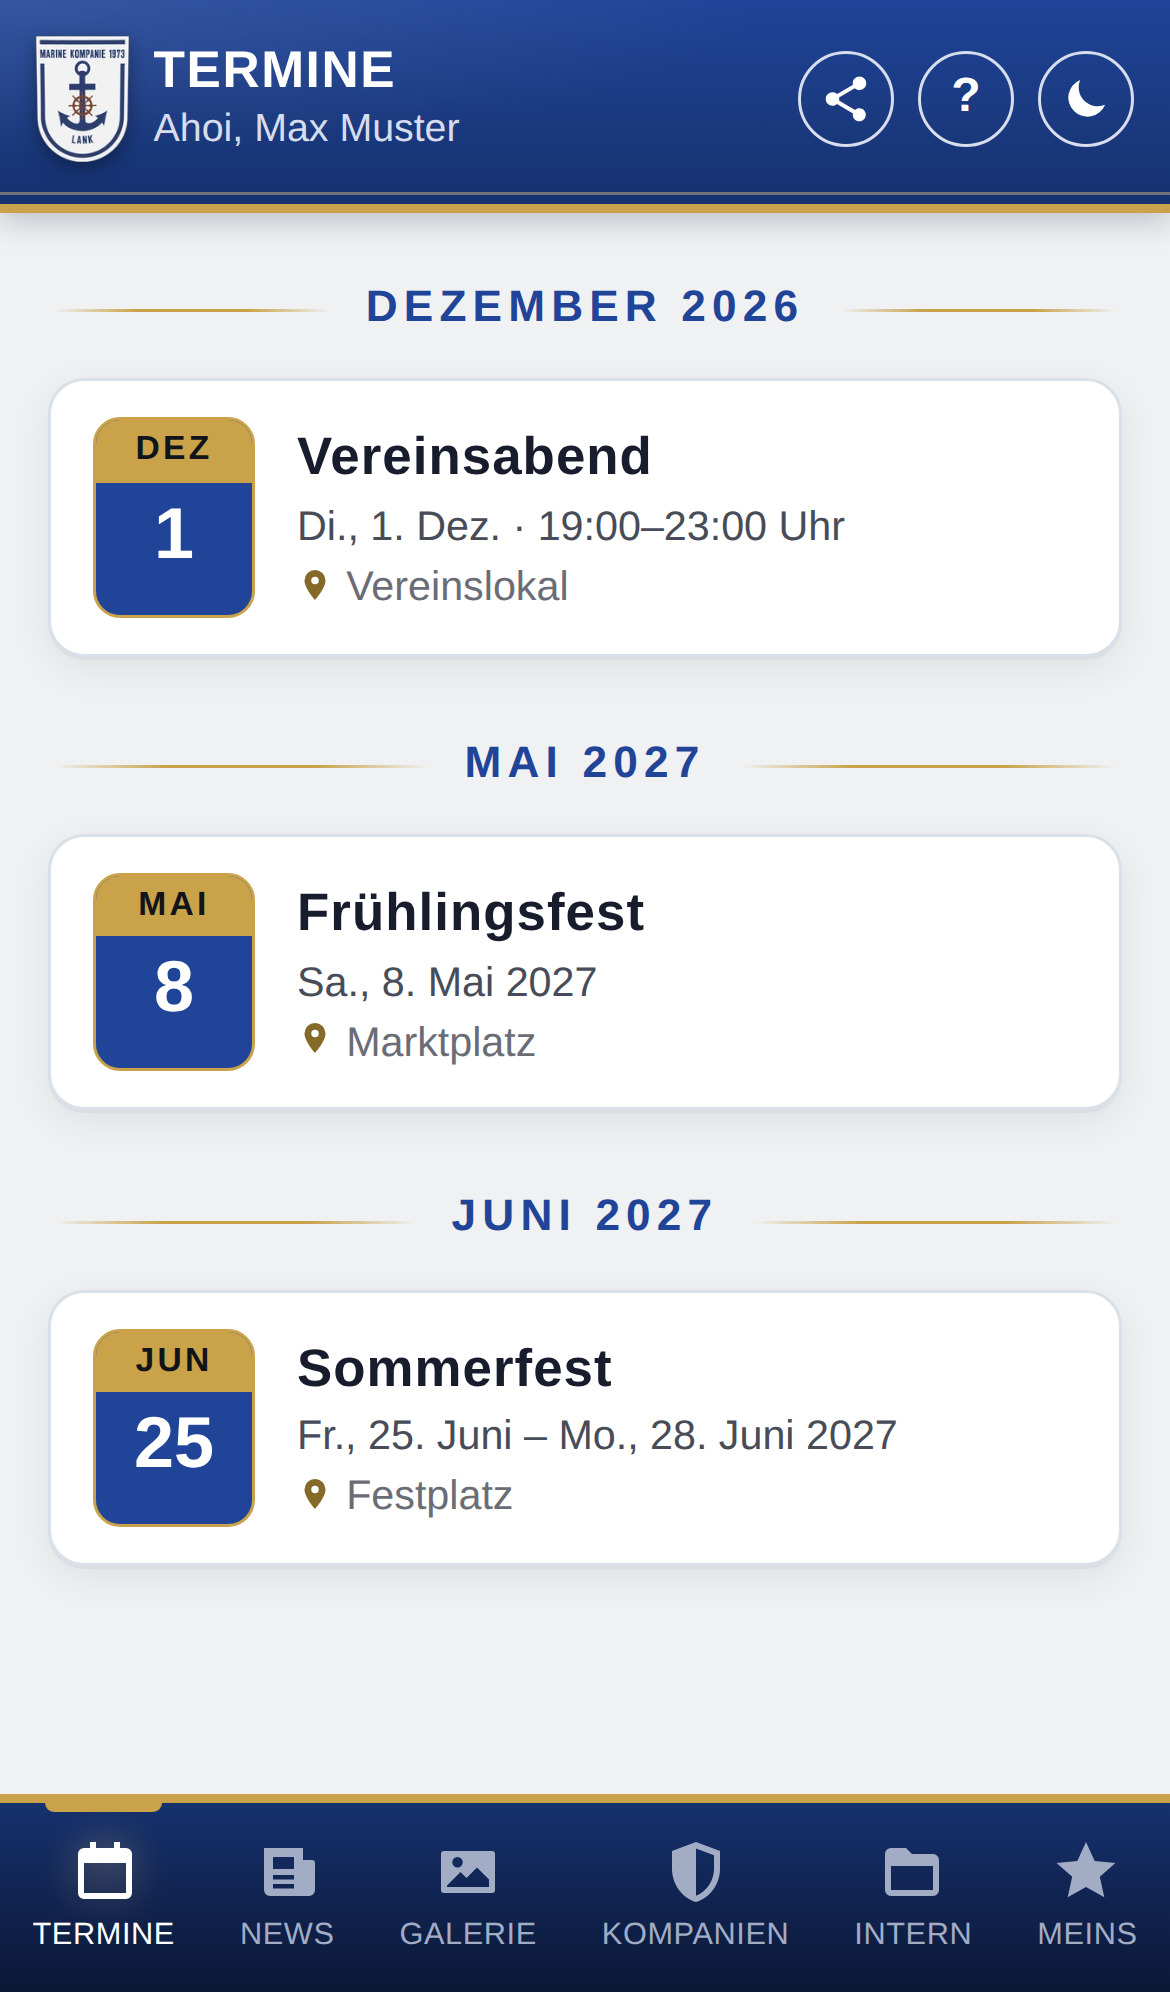 MARINE KOMPANIE 1973
LANK
TERMINE
Ahoi, Max Muster
?
DEZEMBER 2026
DEZ
1
Vereinsabend
Di., 1. Dez. · 19:00–23:00 Uhr
Vereinslokal
MAI 2027
MAI
8
Frühlingsfest
Sa., 8. Mai 2027
Marktplatz
JUNI 2027
JUN
25
Sommerfest
Fr., 25. Juni – Mo., 28. Juni 2027
Festplatz
TERMINE
NEWS
GALERIE
KOMPANIEN
INTERN
MEINS